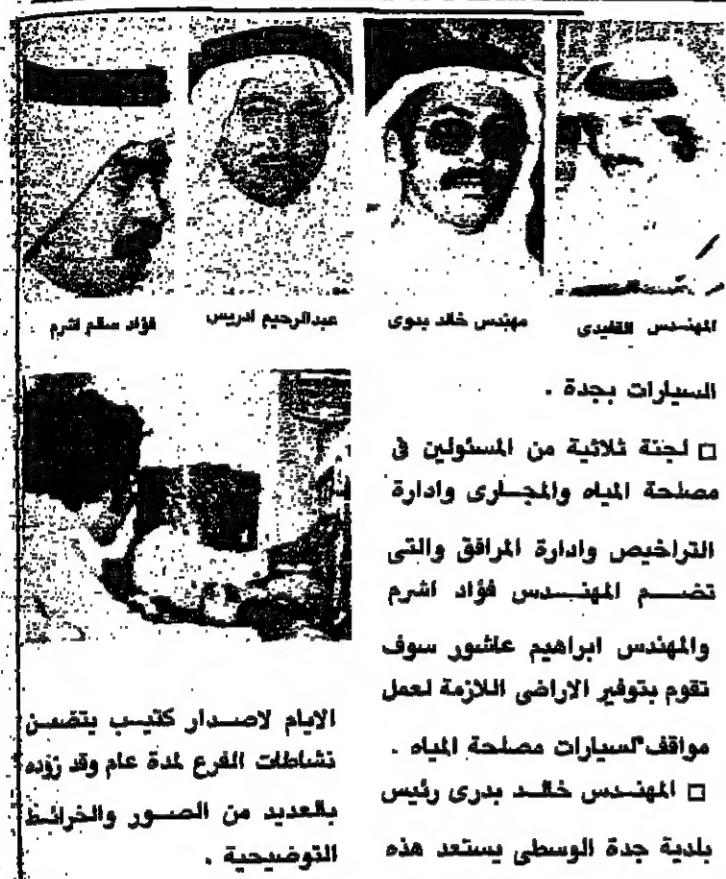 المهندس القليدى
مهندس خالد بدوى
عبدالرحيم ادريس
فؤاد سالم اشرم
السيارات بجدة .
□ لجنة ثلاثية من المسئولين في
مصلحة المياه والمجارى وادارة
التراخيص وادارة المرافق والتى
تضم المهندس فؤاد اشرم
والمهندس ابراهيم عاشور سوف
تقوم بتوفير الاراضى اللازمة لعمل
مواقف لسيارات مصلحة المياه .
□ المهندس خالد بدرى رئيس
بلدية جدة الوسطى يستعد هذه
الايام لاصدار كتيب يتضمن
نشاطات الفرع لمدة عام وقد زوده
بالعديد من الصور والخرائط
التوضيحية .